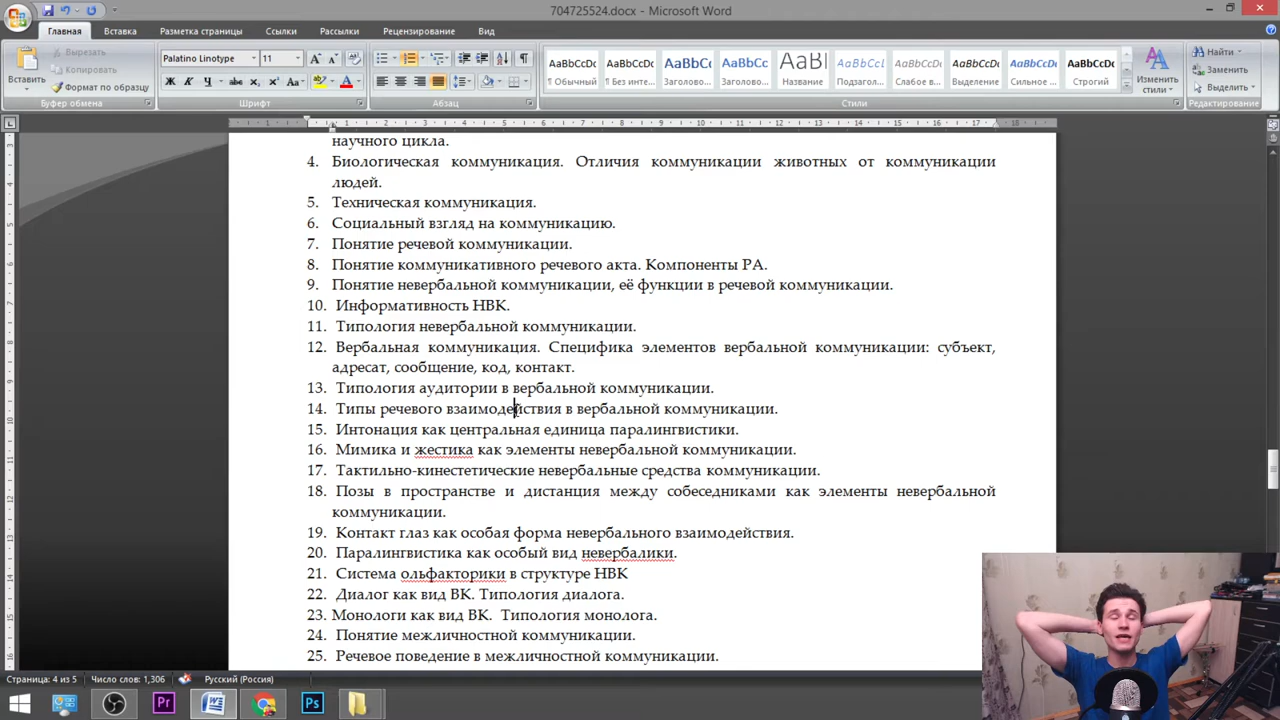 704725524.docx - Microsoft Word
Главная Вставка Разметка страницы Ссылки Рассылки Рецензирование Вид
Вставить
Вырезать
Копировать
Формат по образцу
Буфер обмена
Palatino Linotype 11
Шрифт
Абзац
AaBbCcDc AaBbCcDc AaBbC AaBbCc AaB AaBbCcL AaBbCcDc AaBbCcDc AaBbCcDc AaBbCcDc
¶ Обычный ¶ Без инте... Заголово... Заголово... Название Подзагол... Слабое в... Выделение Сильное ... Строгий
Стили
Изменить стили
Найти
Заменить
Выделить
Редактирование
научного цикла.
4. Биологическая коммуникация. Отличия коммуникации животных от коммуникации
людей.
5. Техническая коммуникация.
6. Социальный взгляд на коммуникацию.
7. Понятие речевой коммуникации.
8. Понятие коммуникативного речевого акта. Компоненты РА.
9. Понятие невербальной коммуникации, её функции в речевой коммуникации.
10. Информативность НВК.
11. Типология невербальной коммуникации.
12. Вербальная коммуникация. Специфика элементов вербальной коммуникации: субъект,
адресат, сообщение, код, контакт.
13. Типология аудитории в вербальной коммуникации.
14. Типы речевого взаимодействия в вербальной коммуникации.
15. Интонация как центральная единица паралингвистики.
16. Мимика и жестика как элементы невербальной коммуникации.
17. Тактильно-кинестетические невербальные средства коммуникации.
18. Позы в пространстве и дистанция между собеседниками как элементы невербальной
коммуникации.
19. Контакт глаз как особая форма невербального взаимодействия.
20. Паралингвистика как особый вид невербалики.
21. Система ольфакторики в структуре НВК
22. Диалог как вид ВК. Типология диалога.
23. Монологи как вид ВК. Типология монолога.
24. Понятие межличностной коммуникации.
25. Речевое поведение в межличностной коммуникации.
Страница: 4 из 5 Число слов: 1,306 Русский (Россия)
Pr
Ps